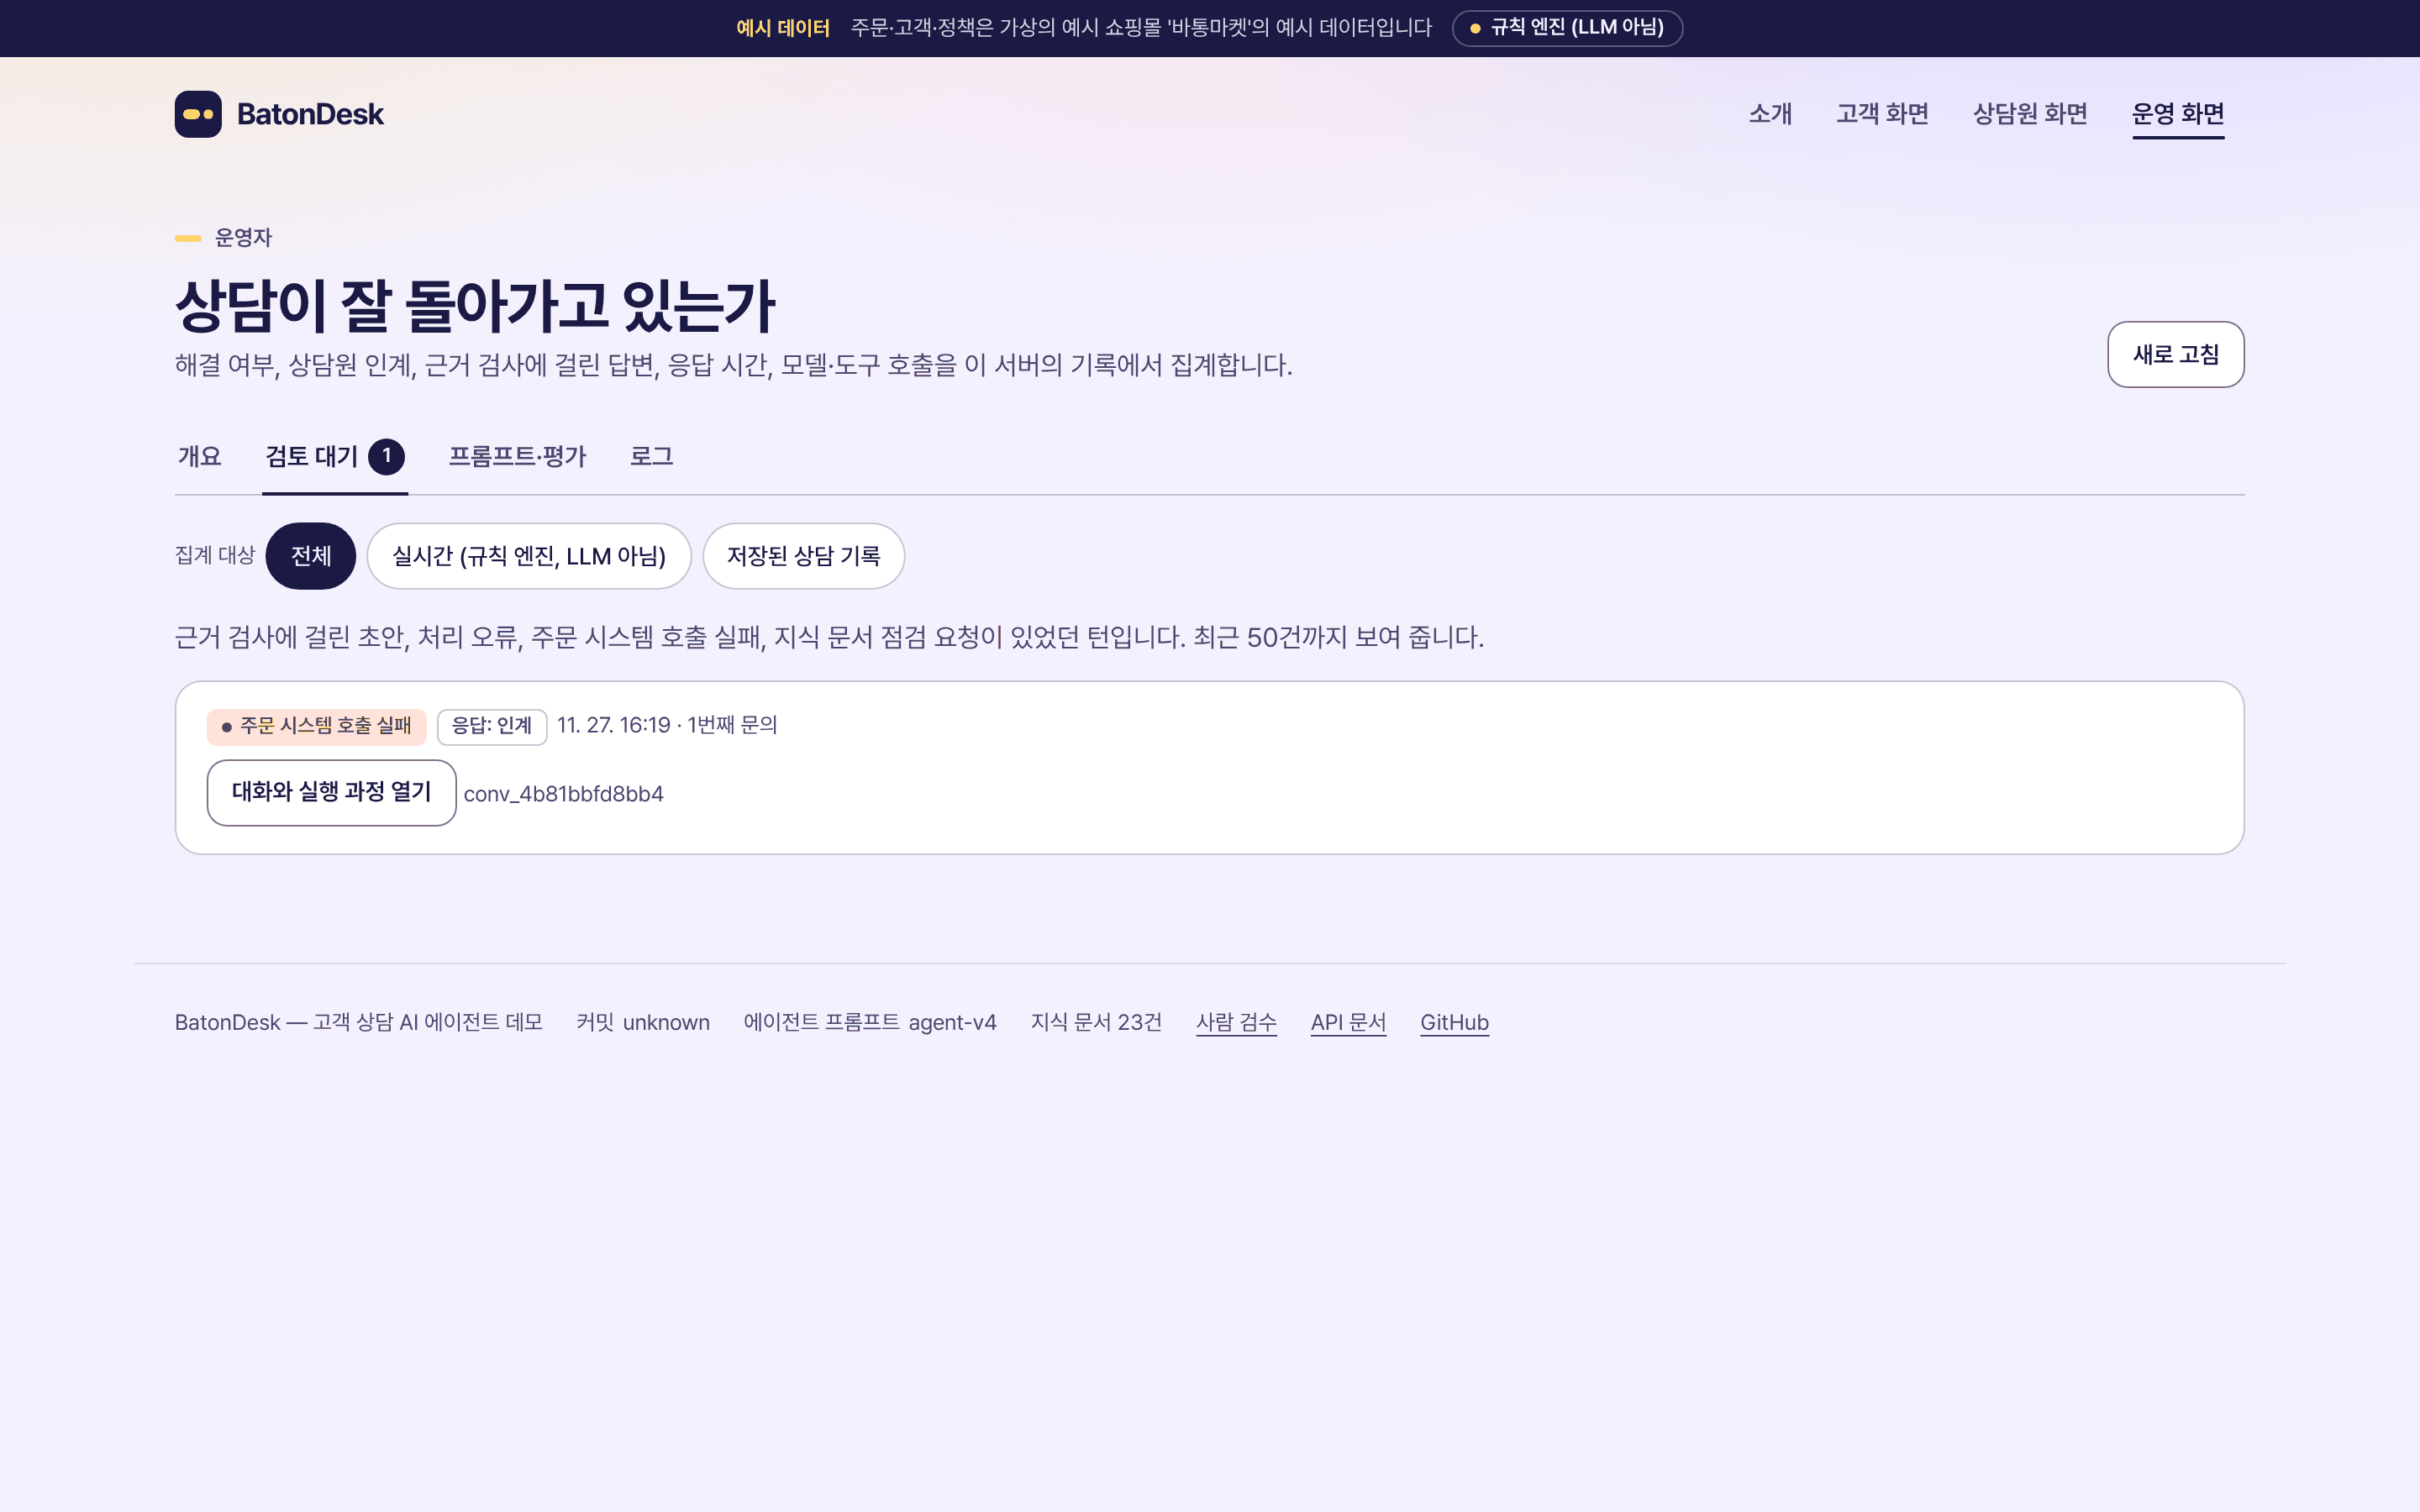 예시 데이터 주문·고객·정책은 가상의 예시 쇼핑몰 '바통마켓'의 예시 데이터입니다 규칙 엔진 (LLM 아님)
BatonDesk 소개 고객 화면 상담원 화면 운영 화면
운영자
상담이 잘 돌아가고 있는가
해결 여부, 상담원 인계, 근거 검사에 걸린 답변, 응답 시간, 모델·도구 호출을 이 서버의 기록에서 집계합니다.
새로 고침
개요 검토 대기 1 프롬프트·평가 로그
집계 대상 전체 실시간 (규칙 엔진, LLM 아님) 저장된 상담 기록
근거 검사에 걸린 초안, 처리 오류, 주문 시스템 호출 실패, 지식 문서 점검 요청이 있었던 턴입니다. 최근 50건까지 보여 줍니다.
주문 시스템 호출 실패 응답: 인계 11. 27. 16:19 · 1번째 문의
대화와 실행 과정 열기 conv_4b81bbfd8bb4
BatonDesk — 고객 상담 AI 에이전트 데모 커밋 unknown 에이전트 프롬프트 agent-v4 지식 문서 23건 사람 검수 API 문서 GitHub